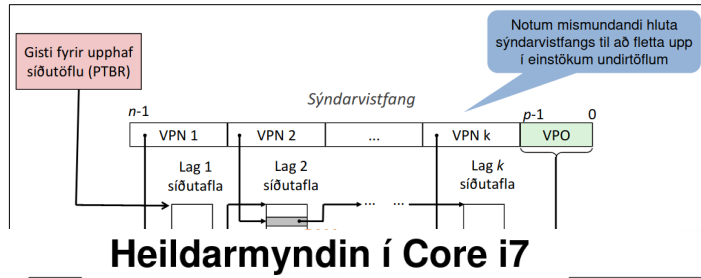 Gisti fyrir upphaf
síðutöflu (PTBR)
Notum mismundandi hluta
sýndarvistfangs til að fletta upp
í einstökum undirtöflum
Sýndarvistfang
n-1 p-1 0
VPN 1 VPN 2 ... VPN k VPO
Lag 1
síðutafla
Lag 2
síðutafla
Lag k
síðutafla
... ...
Heildarmyndin í Core i7